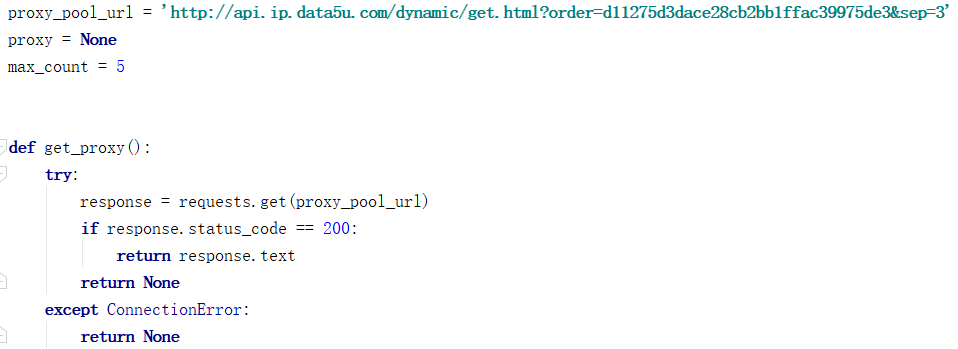 proxy_pool_url = 'http://api.ip.data5u.com/dynamic/get.html?order=d11275d3dace28cb2bb1ffac39975de3&sep=3'
proxy = None
max_count = 5
def get_proxy():
    try:
        response = requests.get(proxy_pool_url)
        if response.status_code == 200:
            return response.text
        return None
    except ConnectionError:
        return None